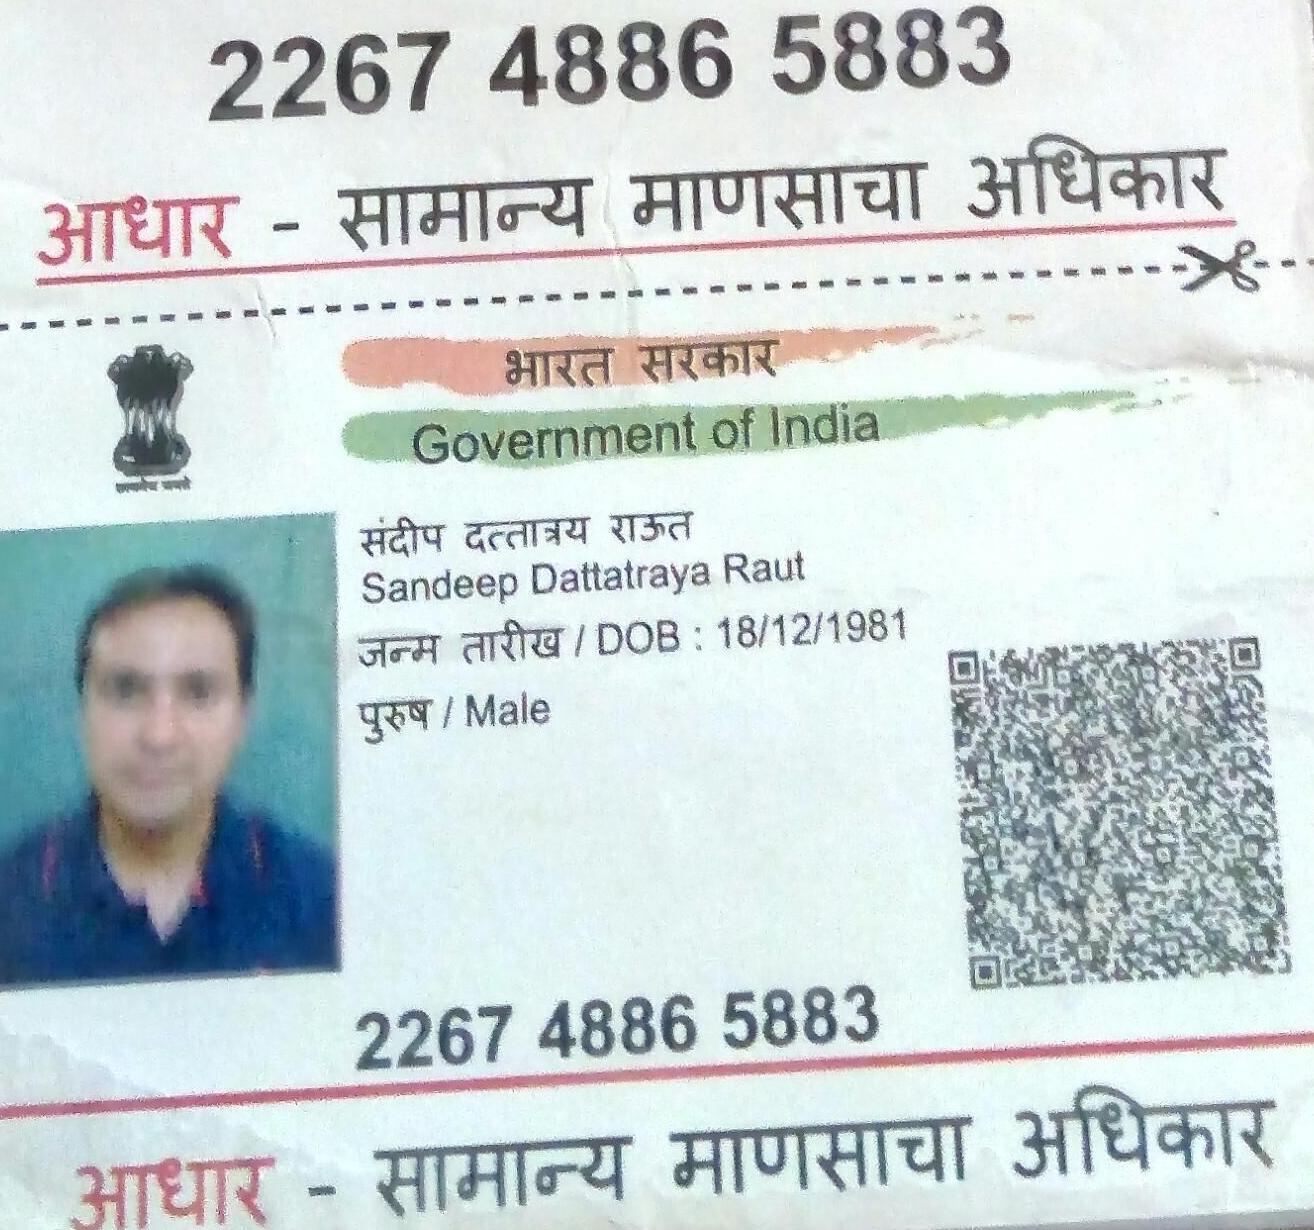 2267 4886 5883
आधार - सामान्य माणसाचा अधिकार
भारत सरकार
Government of India
संदीप दत्तात्रय राऊत
Sandeep Dattatraya Raut
जन्म तारीख / DOB : 18/12/1981
पुरुष / Male
2267 4886 5883
आधार - सामान्य माणसाचा अधिकार